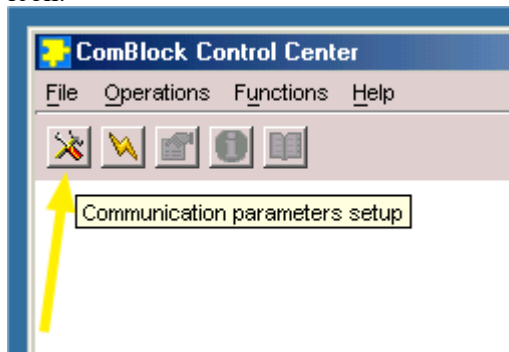 ComBlock Control Center
File Operations Functions Help
Communication parameters setup